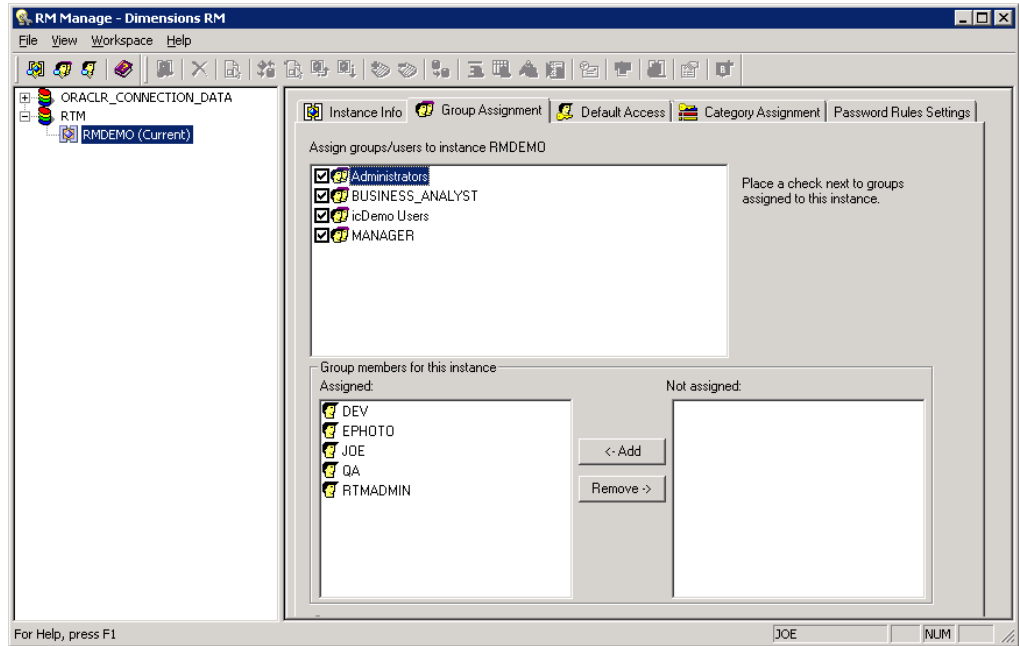 RM Manage - Dimensions RM
File View Workspace Help
ORACLR_CONNECTION_DATA
RTM
RMDEMO (Current)
Instance Info Group Assignment Default Access Category Assignment Password Rules Settings
Assign groups/users to instance RMDEMO
Administrators
BUSINESS_ANALYST
icDemo Users
MANAGER
Place a check next to groups
assigned to this instance.
Group members for this instance
Assigned: Not assigned:
DEV
EPHOTO
JOE
QA
RTMADMIN
<- Add
Remove ->
For Help, press F1 JOE NUM